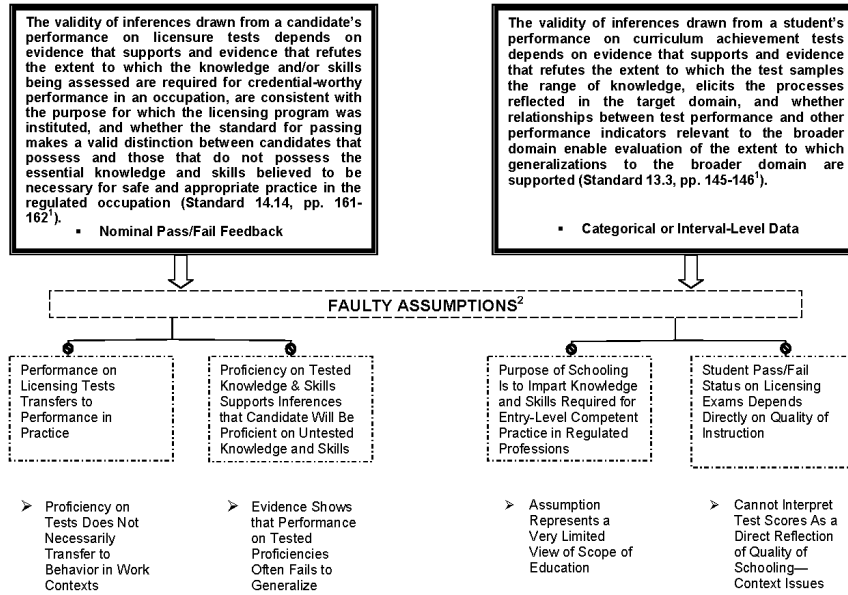 The validity of inferences drawn from a candidate's
performance on licensure tests depends on
evidence that supports and evidence that refutes
the extent to which the knowledge and/or skills
being assessed are required for credential-worthy
performance in an occupation, are consistent with
the purpose for which the licensing program was
instituted, and whether the standard for passing
makes a valid distinction between candidates that
possess and those that do not possess the
essential knowledge and skills believed to be
necessary for safe and appropriate practice in the
regulated occupation (Standard 14.14, pp. 161-
162¹).
▪ Nominal Pass/Fail Feedback
The validity of inferences drawn from a student's
performance on curriculum achievement tests
depends on evidence that supports and evidence
that refutes the extent to which the test samples
the range of knowledge, elicits the processes
reflected in the target domain, and whether
relationships between test performance and other
performance indicators relevant to the broader
domain enable evaluation of the extent to which
generalizations to the broader domain are
supported (Standard 13.3, pp. 145-146¹).
▪ Categorical or Interval-Level Data
FAULTY ASSUMPTIONS²
Performance on
Licensing Tests
Transfers to
Performance in
Practice
Proficiency on Tested
Knowledge & Skills
Supports Inferences
that Candidate Will Be
Proficient on Untested
Knowledge and Skills
Purpose of Schooling
Is to Impart Knowledge
and Skills Required for
Entry-Level Competent
Practice in Regulated
Professions
Student Pass/Fail
Status on Licensing
Exams Depends
Directly on Quality of
Instruction
➢ Proficiency on
Tests Does Not
Necessarily
Transfer to
Behavior in Work
Contexts
➢ Evidence Shows
that Performance
on Tested
Proficiencies
Often Fails to
Generalize
➢ Assumption
Represents a
Very Limited
View of Scope of
Education
➢ Cannot Interpret
Test Scores As a
Direct Reflection
of Quality of
Schooling—
Context Issues